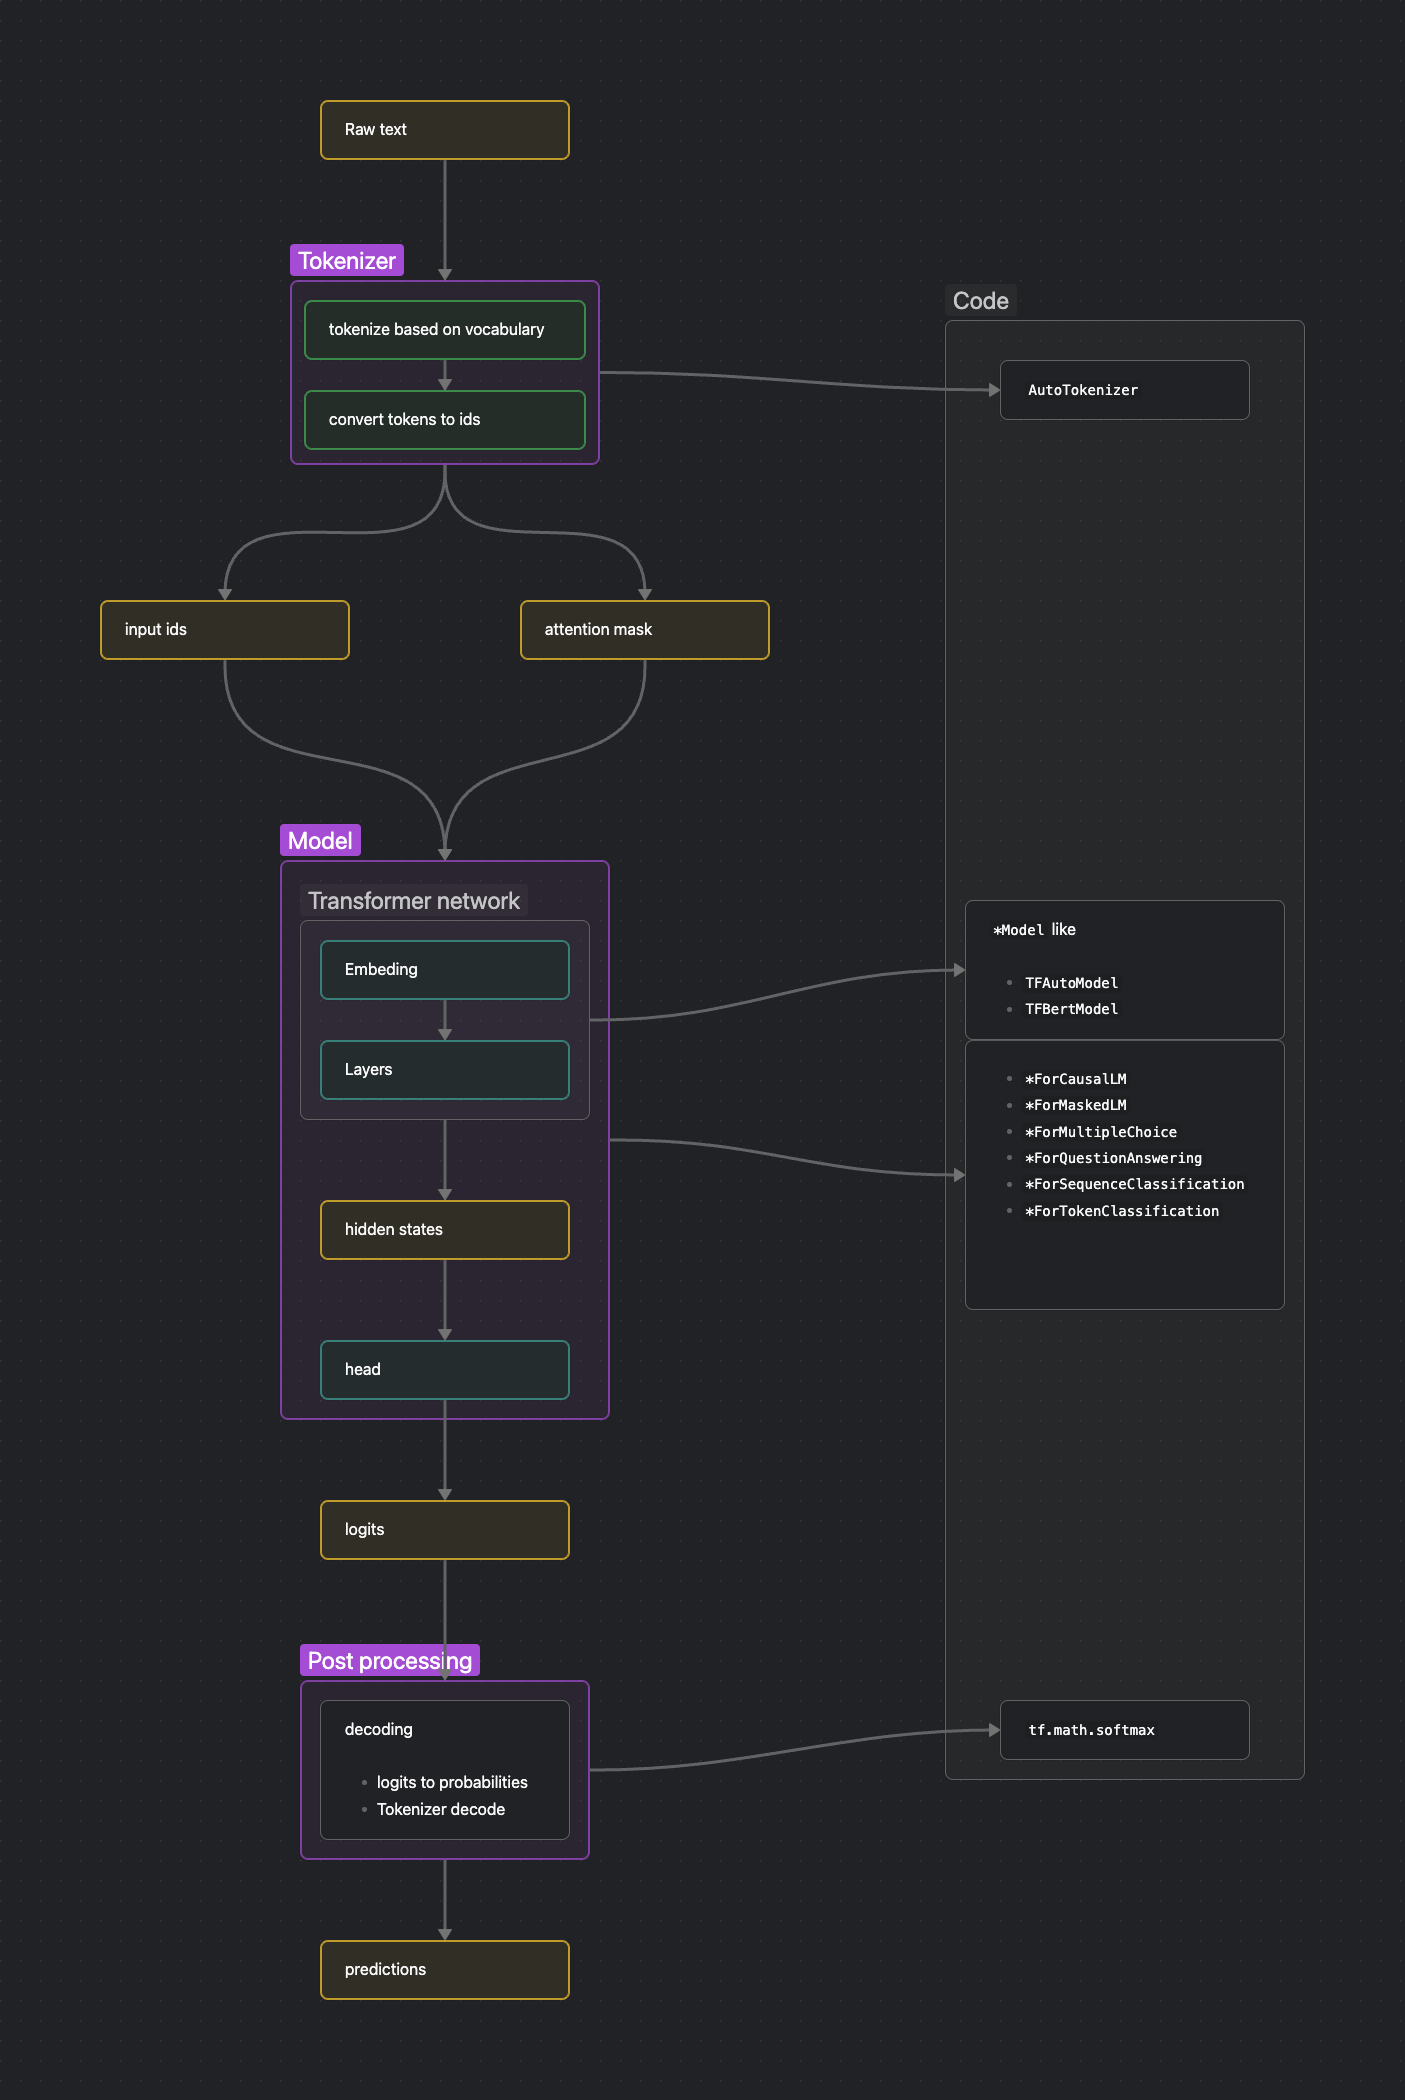 Raw text
Tokenizer
tokenize based on vocabulary
convert tokens to ids
Code
AutoTokenizer
input ids
attention mask
Model
Transformer network
Embeding
Layers
*Model like
TFAutoModel
TFBertModel
*ForCausalLM
*ForMaskedLM
*ForMultipleChoice
*ForQuestionAnswering
*ForSequenceClassification
*ForTokenClassification
hidden states
head
logits
Post processing
decoding
logits to probabilities
Tokenizer decode
tf.math.softmax
predictions